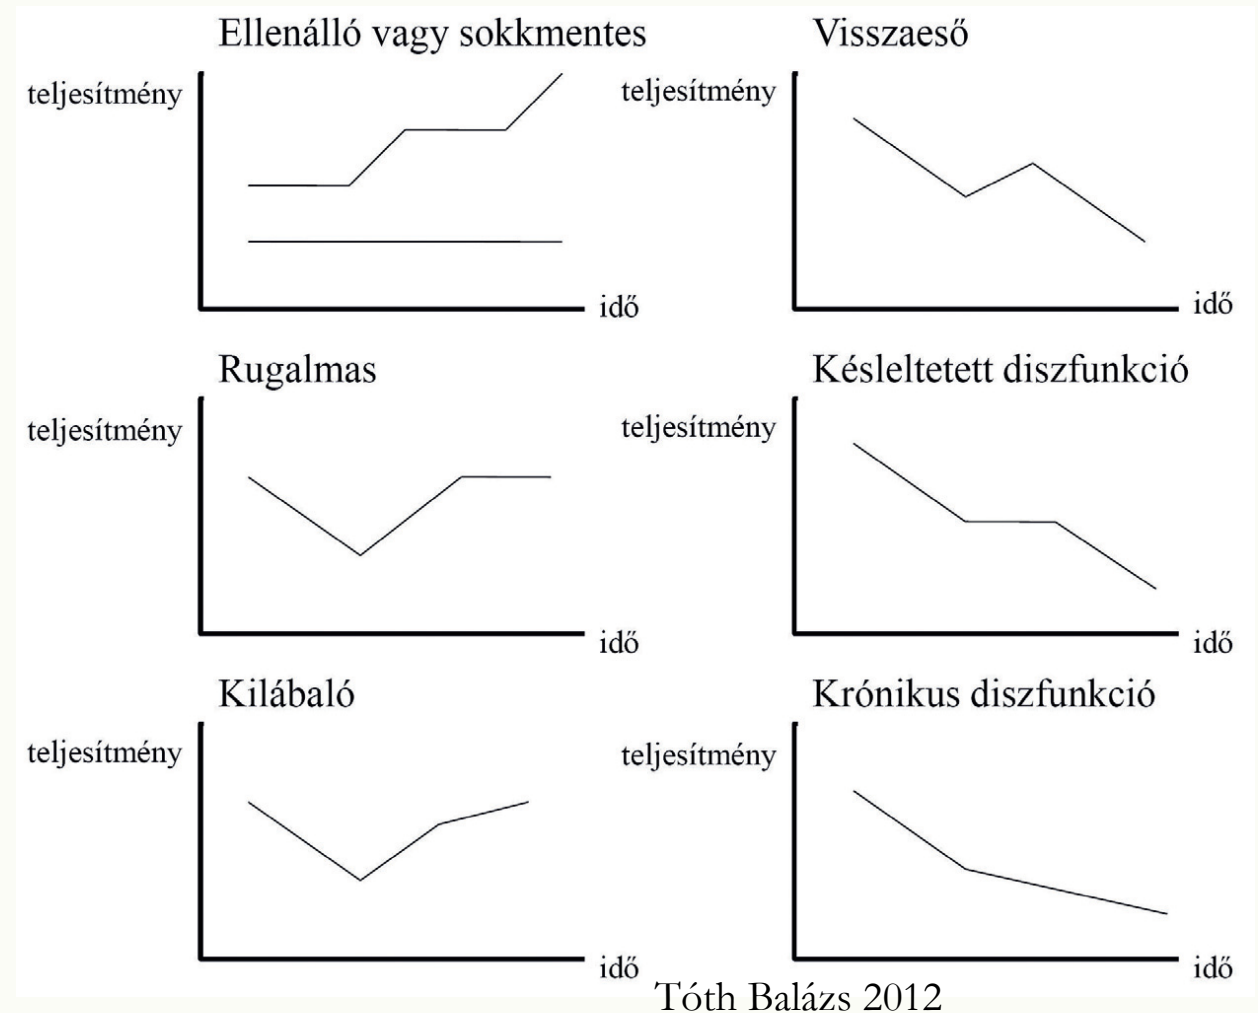 Ellenálló vagy sokkmentes
teljesítmény
idő
Visszaeső
teljesítmény
idő
Rugalmas
teljesítmény
idő
Késleltetett diszfunkció
teljesítmény
idő
Kilábaló
teljesítmény
idő
Krónikus diszfunkció
teljesítmény
idő
Tóth Balázs 2012